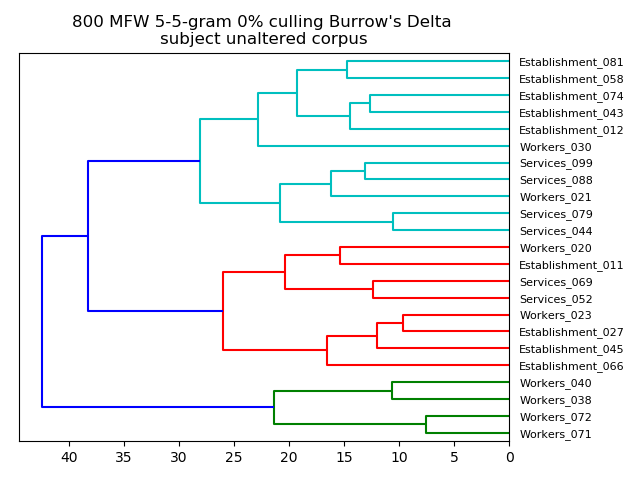 800 MFW 5-5-gram 0% culling Burrow's Delta
subject unaltered corpus
Establishment_081
Establishment_058
Establishment_074
Establishment_043
Establishment_012
Workers_030
Services_099
Services_088
Workers_021
Services_079
Services_044
Workers_020
Establishment_011
Services_069
Services_052
Workers_023
Establishment_027
Establishment_045
Establishment_066
Workers_040
Workers_038
Workers_072
Workers_071
40 35 30 25 20 15 10 5 0